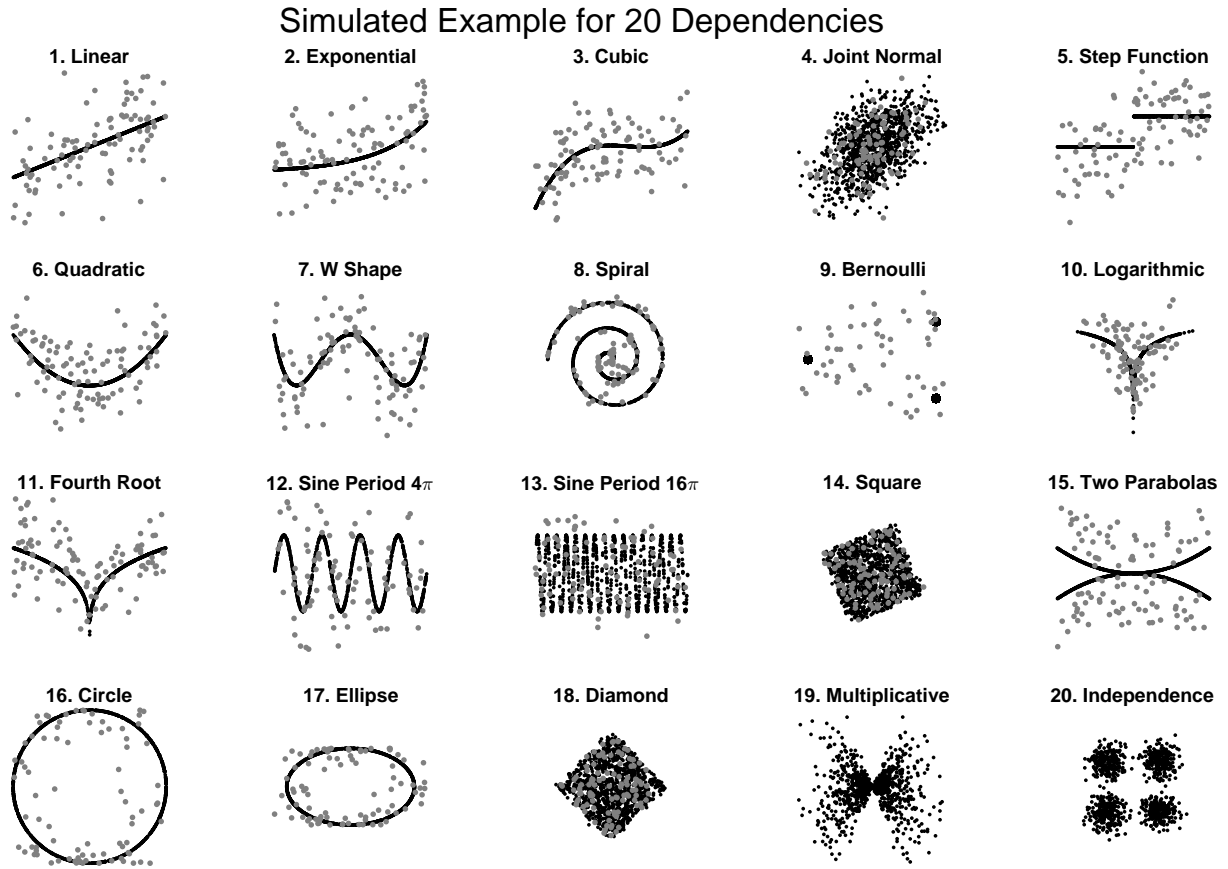 Simulated Example for 20 Dependencies
1. Linear
2. Exponential
3. Cubic
4. Joint Normal
5. Step Function
6. Quadratic
7. W Shape
8. Spiral
9. Bernoulli
10. Logarithmic
11. Fourth Root
12. Sine Period 4π
13. Sine Period 16π
14. Square
15. Two Parabolas
16. Circle
17. Ellipse
18. Diamond
19. Multiplicative
20. Independence